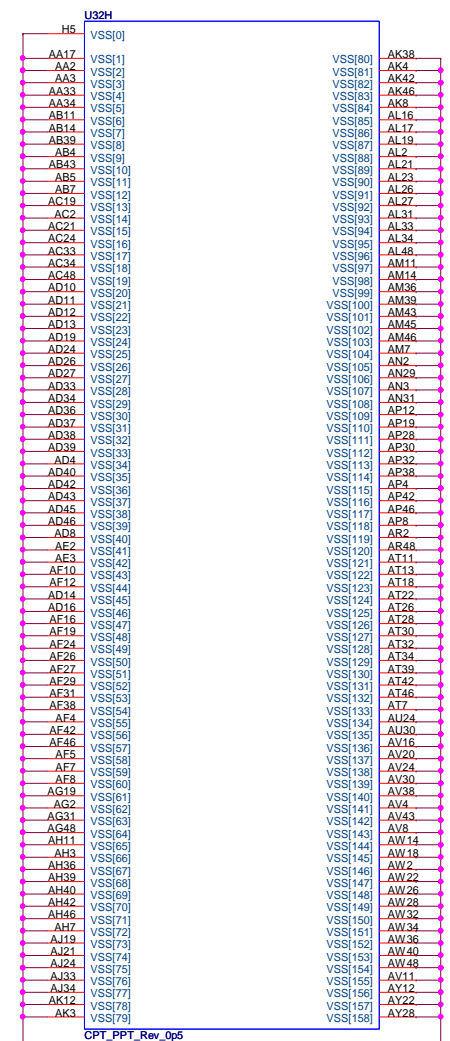 U32H
H5 VSS[0]
AA17 VSS[1] VSS[80] AK38
AA2 VSS[2] VSS[81] AK4
AA3 VSS[3] VSS[82] AK42
AA33 VSS[4] VSS[83] AK46
AA34 VSS[5] VSS[84] AK8
AB11 VSS[6] VSS[85] AL16
AB14 VSS[7] VSS[86] AL17
AB39 VSS[8] VSS[87] AL19
AB4 VSS[9] VSS[88] AL2
AB43 VSS[10] VSS[89] AL21
AB5 VSS[11] VSS[90] AL23
AB7 VSS[12] VSS[91] AL26
AC19 VSS[13] VSS[92] AL27
AC2 VSS[14] VSS[93] AL31
AC21 VSS[15] VSS[94] AL33
AC24 VSS[16] VSS[95] AL34
AC33 VSS[17] VSS[96] AL48
AC34 VSS[18] VSS[97] AM11
AC48 VSS[19] VSS[98] AM14
AD10 VSS[20] VSS[99] AM36
AD11 VSS[21] VSS[100] AM39
AD12 VSS[22] VSS[101] AM43
AD13 VSS[23] VSS[102] AM45
AD19 VSS[24] VSS[103] AM46
AD24 VSS[25] VSS[104] AM7
AD26 VSS[26] VSS[105] AN2
AD27 VSS[27] VSS[106] AN29
AD33 VSS[28] VSS[107] AN3
AD34 VSS[29] VSS[108] AN31
AD36 VSS[30] VSS[109] AP12
AD37 VSS[31] VSS[110] AP19
AD38 VSS[32] VSS[111] AP28
AD39 VSS[33] VSS[112] AP30
AD4 VSS[34] VSS[113] AP32
AD40 VSS[35] VSS[114] AP38
AD42 VSS[36] VSS[115] AP4
AD43 VSS[37] VSS[116] AP42
AD45 VSS[38] VSS[117] AP46
AD46 VSS[39] VSS[118] AP8
AD8 VSS[40] VSS[119] AR2
AE2 VSS[41] VSS[120] AR48
AE3 VSS[42] VSS[121] AT11
AF10 VSS[43] VSS[122] AT13
AF12 VSS[44] VSS[123] AT18
AD14 VSS[45] VSS[124] AT22
AD16 VSS[46] VSS[125] AT26
AF16 VSS[47] VSS[126] AT28
AF19 VSS[48] VSS[127] AT30
AF24 VSS[49] VSS[128] AT32
AF26 VSS[50] VSS[129] AT34
AF27 VSS[51] VSS[130] AT39
AF29 VSS[52] VSS[131] AT42
AF31 VSS[53] VSS[132] AT46
AF38 VSS[54] VSS[133] AT7
AF4 VSS[55] VSS[134] AU24
AF42 VSS[56] VSS[135] AU30
AF46 VSS[57] VSS[136] AV16
AF5 VSS[58] VSS[137] AV20
AF7 VSS[59] VSS[138] AV24
AF8 VSS[60] VSS[139] AV30
AG19 VSS[61] VSS[140] AV38
AG2 VSS[62] VSS[141] AV4
AG31 VSS[63] VSS[142] AV43
AG48 VSS[64] VSS[143] AV8
AH11 VSS[65] VSS[144] AW14
AH3 VSS[66] VSS[145] AW18
AH36 VSS[67] VSS[146] AW2
AH39 VSS[68] VSS[147] AW22
AH40 VSS[69] VSS[148] AW26
AH42 VSS[70] VSS[149] AW28
AH46 VSS[71] VSS[150] AW32
AH7 VSS[72] VSS[151] AW34
AJ19 VSS[73] VSS[152] AW36
AJ21 VSS[74] VSS[153] AW40
AJ24 VSS[75] VSS[154] AW48
AJ33 VSS[76] VSS[155] AV11
AJ34 VSS[77] VSS[156] AY12
AK12 VSS[78] VSS[157] AY22
AK3 VSS[79] VSS[158] AY28
CPT_PPT_Rev_0p5